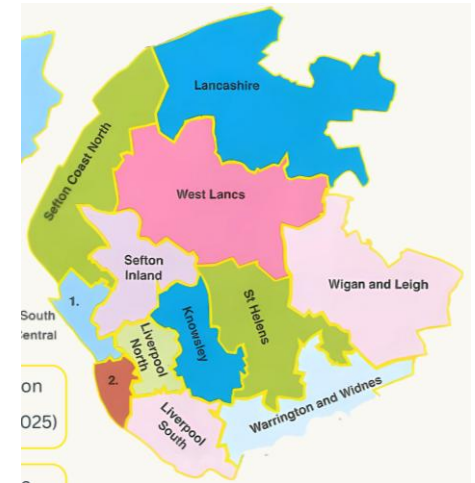 Lancashire
Sefton Coast North
West Lancs
Sefton
Inland
Wigan and Leigh
1.
South
Central
Knowsley
St Helens
Liverpool
North
on
2.
025)
Warrington and Widnes
Liverpool
South